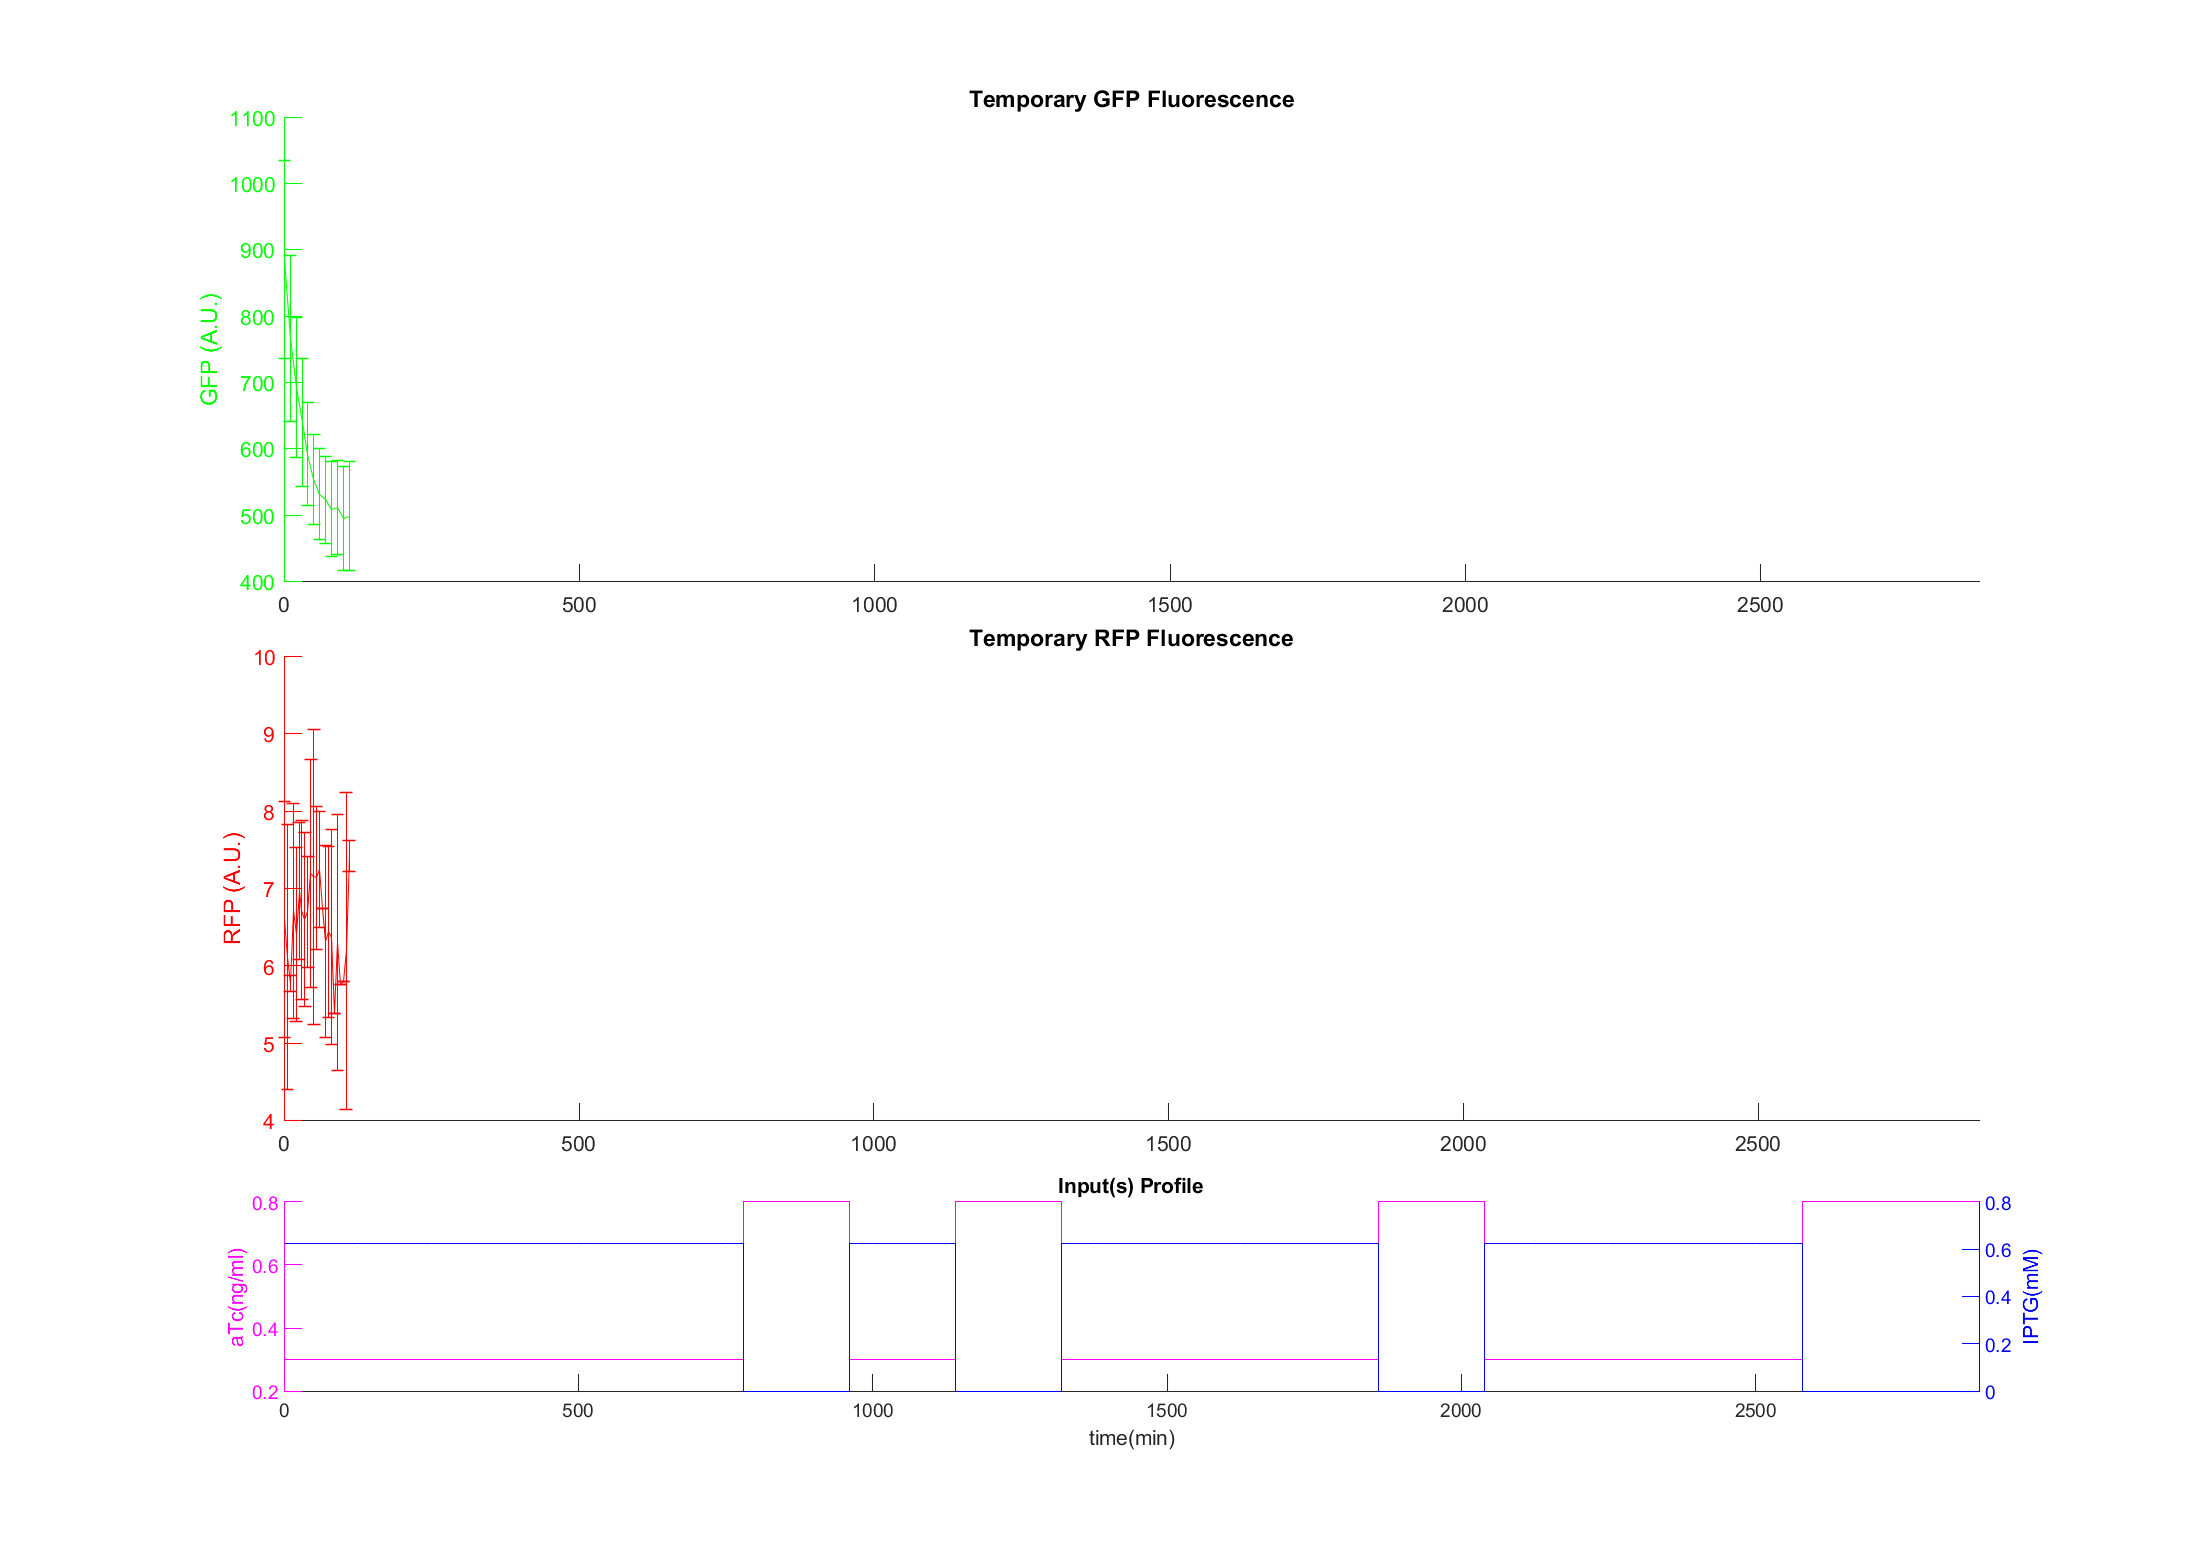 Temporary GFP Fluorescence
1100
1000
900
800
700
600
500
400
GFP (A.U.)
0 500 1000 1500 2000 2500
Temporary RFP Fluorescence
10
9
8
7
6
5
4
RFP (A.U.)
0 500 1000 1500 2000 2500
Input(s) Profile
0.8
0.6
0.4
0.2
aTc(ng/ml)
0.8
0.6
0.4
0.2
0
IPTG(mM)
0 500 1000 1500 2000 2500
time(min)